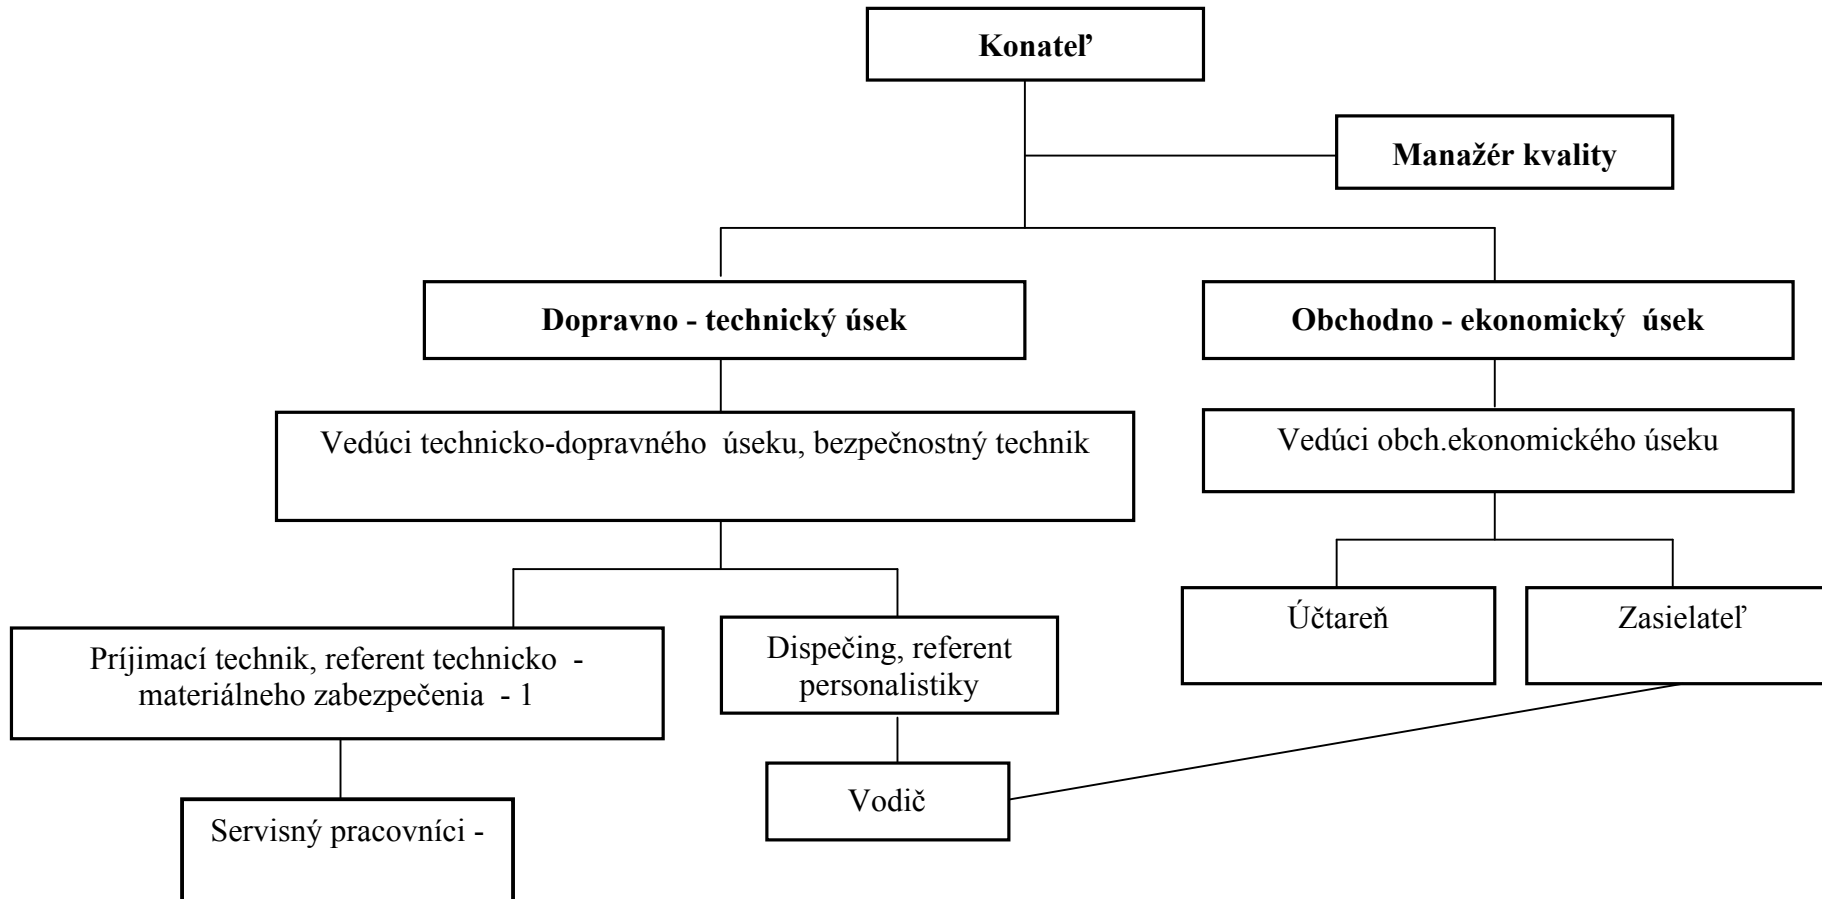 Konateľ
Manažér kvality
Dopravno - technický úsek
Obchodno - ekonomický úsek
Vedúci technicko-dopravného úseku, bezpečnostný technik
Vedúci obch.ekonomického úseku
Účtareň
Zasielateľ
Príjimací technik, referent technicko -
materiálneho zabezpečenia - 1
Dispečing, referent
personalistiky
Vodič
Servisný pracovníci -